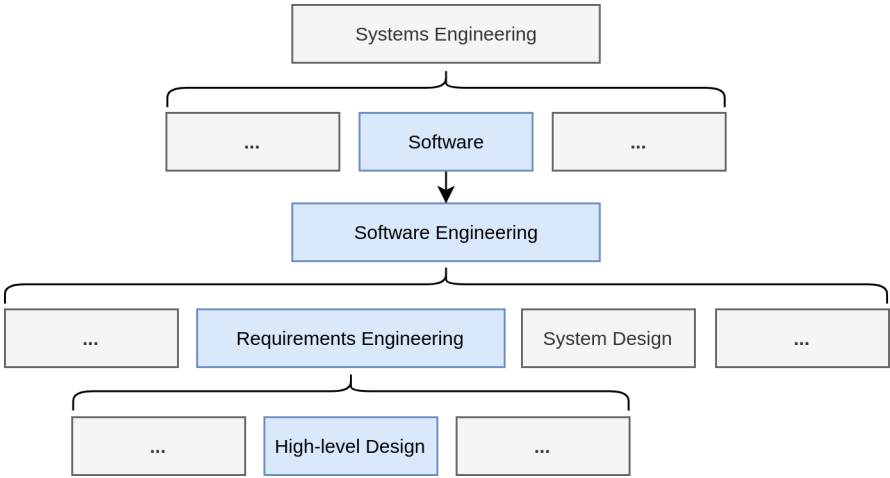 Systems Engineering
...
Software
...
Software Engineering
...
Requirements Engineering
System Design
...
...
High-level Design
...